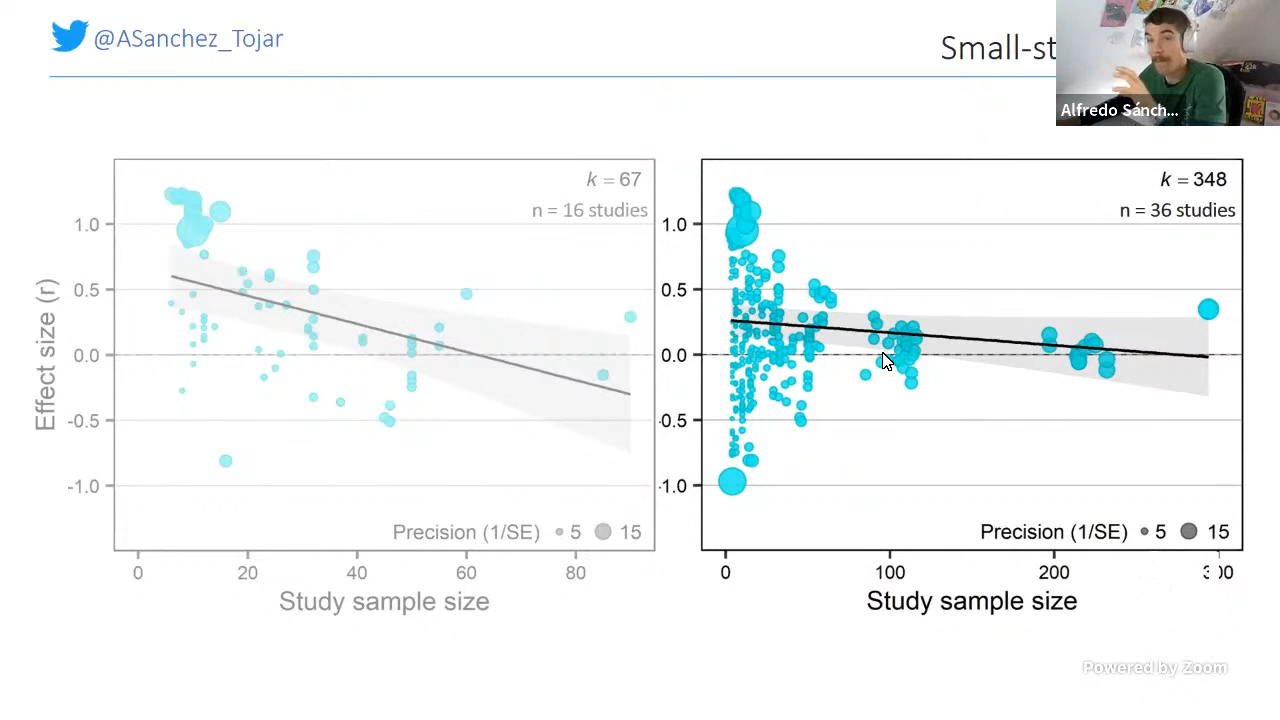 @ASanchez_Tojar
Small-st
Alfredo Sánch...
k = 67
n = 16 studies
1.0
0.5
0.0
-0.5
-1.0
Effect size (r)
Precision (1/SE) 5 15
0 20 40 60 80
Study sample size
k = 348
n = 36 studies
1.0
0.5
0.0
-0.5
-1.0
Precision (1/SE) 5 15
0 100 200 300
Study sample size
Powered by Zoom